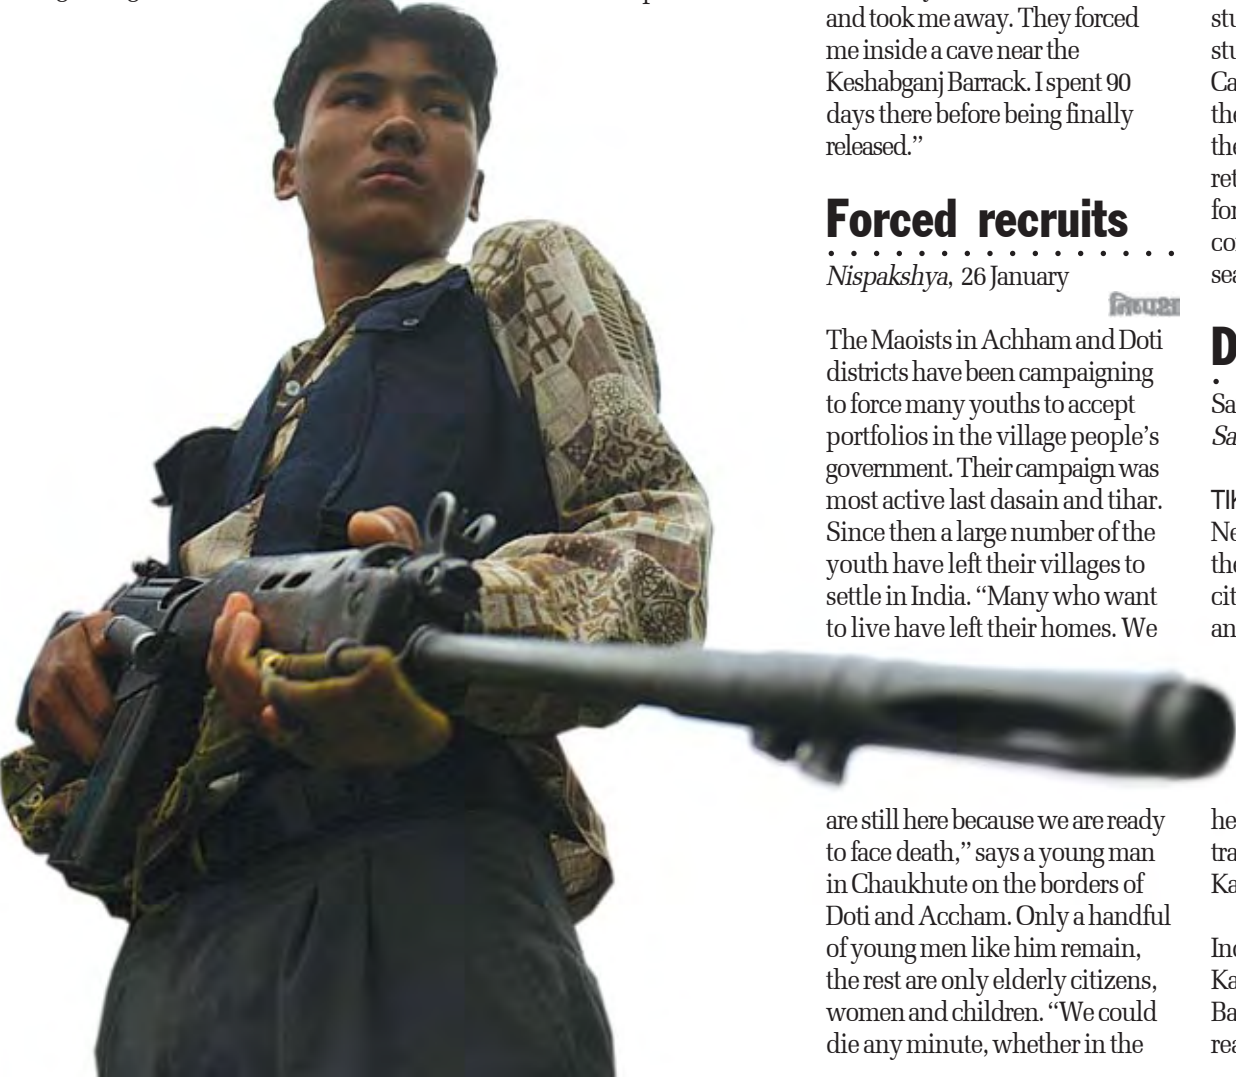 and took me away. They forced
me inside a cave near the
Keshabganj Barrack. I spent 90
days there before being finally
released.”
Forced recruits
Nispakshya, 26 January
निष्पक्ष
The Maoists in Achham and Doti
districts have been campaigning
to force many youths to accept
portfolios in the village people’s
government. Their campaign was
most active last dasain and tihar.
Since then a large number of the
youth have left their villages to
settle in India. “Many who want
to live have left their homes. We
are still here because we are ready
to face death,” says a young man
in Chaukhute on the borders of
Doti and Accham. Only a handful
of young men like him remain,
the rest are only elderly citizens,
women and children. “We could
die any minute, whether in the